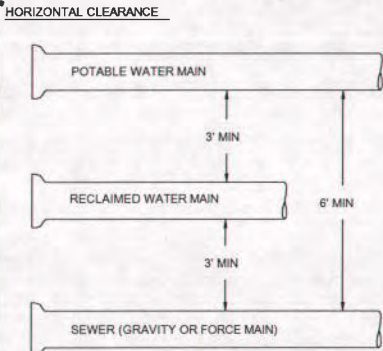 HORIZONTAL CLEARANCE
POTABLE WATER MAIN
3' MIN
RECLAIMED WATER MAIN
6' MIN
3' MIN
SEWER (GRAVITY OR FORCE MAIN)